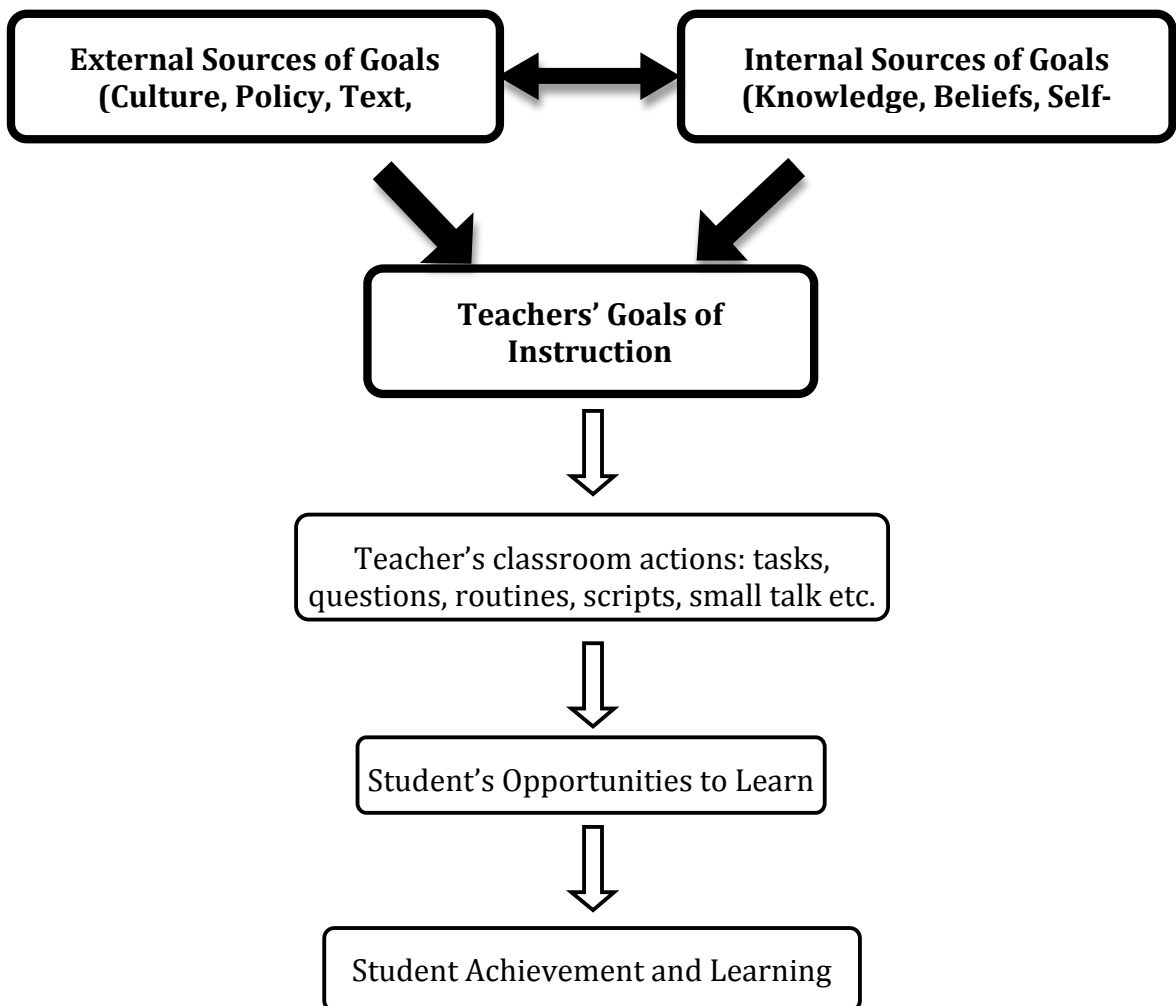 External Sources of Goals
(Culture, Policy, Text,
Internal Sources of Goals
(Knowledge, Beliefs, Self-
Teachers’ Goals of
Instruction
Teacher’s classroom actions: tasks,
questions, routines, scripts, small talk etc.
Student’s Opportunities to Learn
Student Achievement and Learning